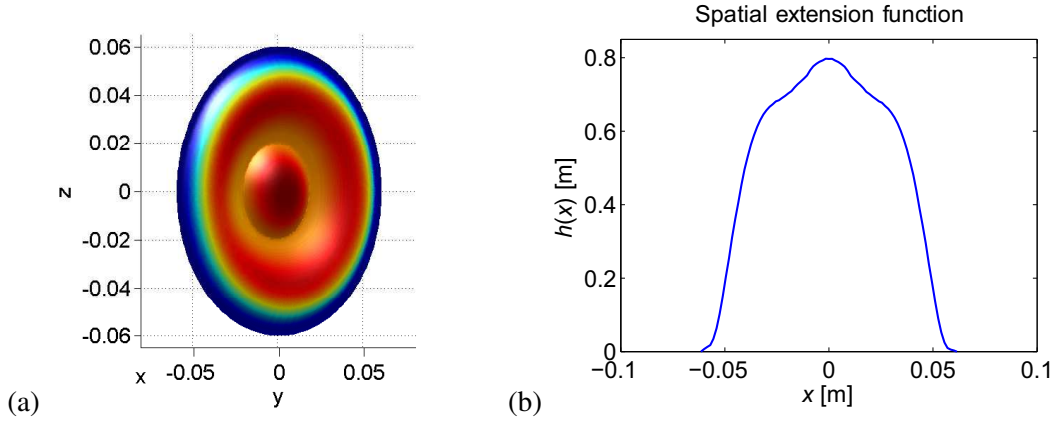 0.06
0.04
0.02
0
-0.02
-0.04
-0.06
z
x
-0.05
0
0.05
y
(a)
Spatial extension function
0.8
0.6
0.4
0.2
0
h(x) [m]
−0.1
−0.05
0
0.05
0.1
x [m]
(b)